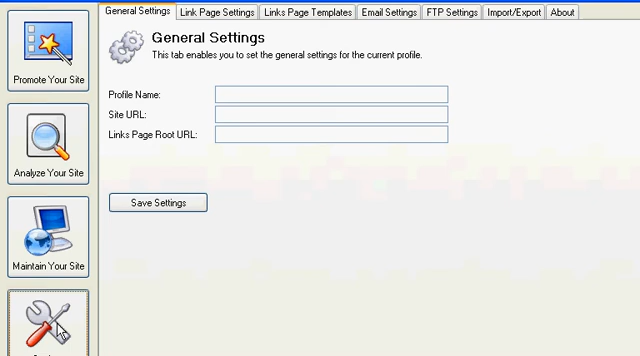 General Settings
Link Page Settings
Links Page Templates
Email Settings
FTP Settings
Import/Export
About
General Settings
This tab enables you to set the general settings for the current profile.
Profile Name:
Site URL:
Links Page Root URL:
Save Settings
Promote Your Site
Analyze Your Site
Maintain Your Site